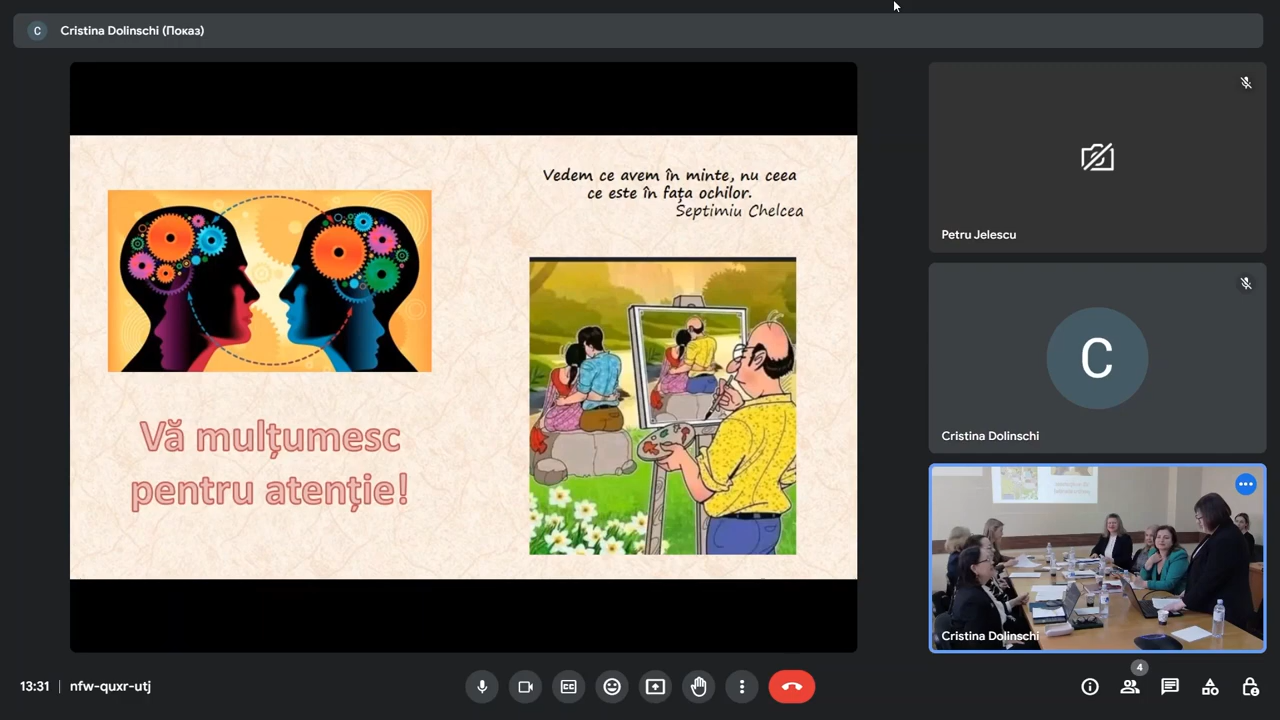 C
Cristina Dolinschi (Показ)
Vedem ce avem în minte, nu ceea
ce este în fața ochilor.
Septimiu Chelcea
Vă mulțumesc
pentru atenție!
Petru Jelescu
C
Cristina Dolinschi
Cristina Dolinschi
13:31 | nfw-quxr-utj
CC
4